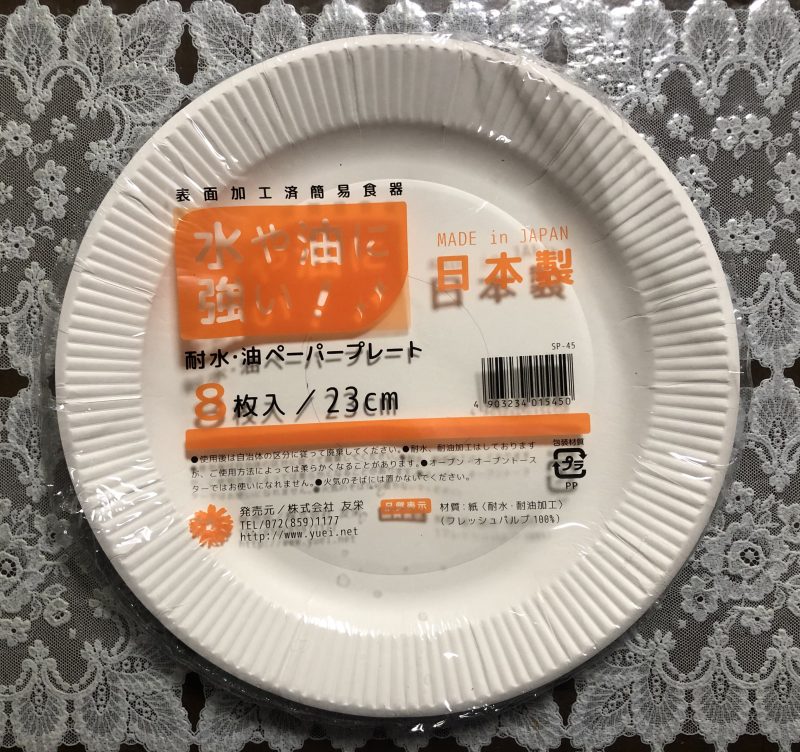 表面加工済簡易食器
水や油に
強い!
MADE in JAPAN
日本製
耐水・油ペーパープレート
8枚入/23cm
SP-45
4 903234 015450
●使用後は自治体の区分に従って廃棄してください。●耐水、耐油加工はしております
が、ご使用方法によっては柔らかくなることがあります。●オーブン・オーブントース
ターではお使いになれません。●火気のそばには置かないでください。
包装材質
プラ
PP
発売元/株式会社 友栄
TEL/072(859)1177
http://www.yuei.net
品質表示
材質:紙(耐水・耐油加工)
(フレッシュパルプ100%)